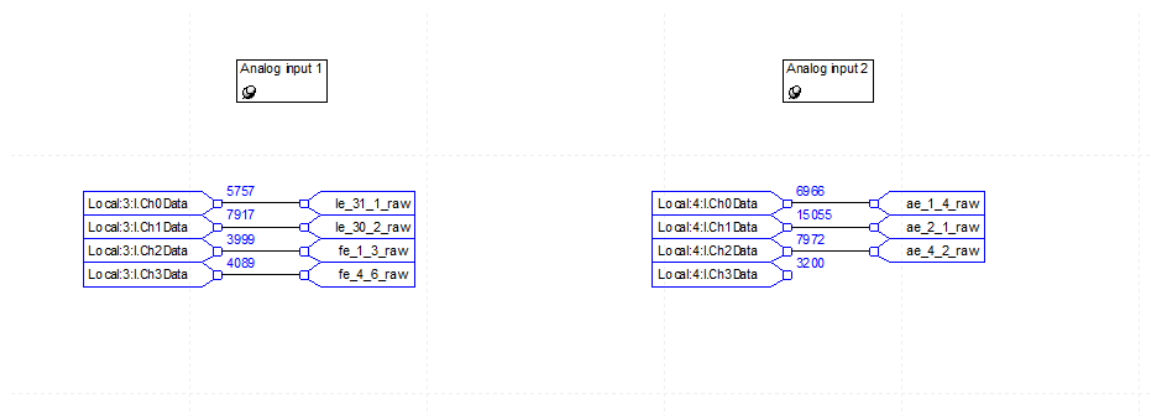 Analog input 1
Analog input 2
5757
Local:3:I.Ch0Data le_31_1_raw
7917
Local:3:I.Ch1Data le_30_2_raw
3999
Local:3:I.Ch2Data fe_1_3_raw
4089
Local:3:I.Ch3Data fe_4_6_raw
6966
Local:4:I.Ch0Data ae_1_4_raw
15055
Local:4:I.Ch1Data ae_2_1_raw
7972
Local:4:I.Ch2Data ae_4_2_raw
3200
Local:4:I.Ch3Data